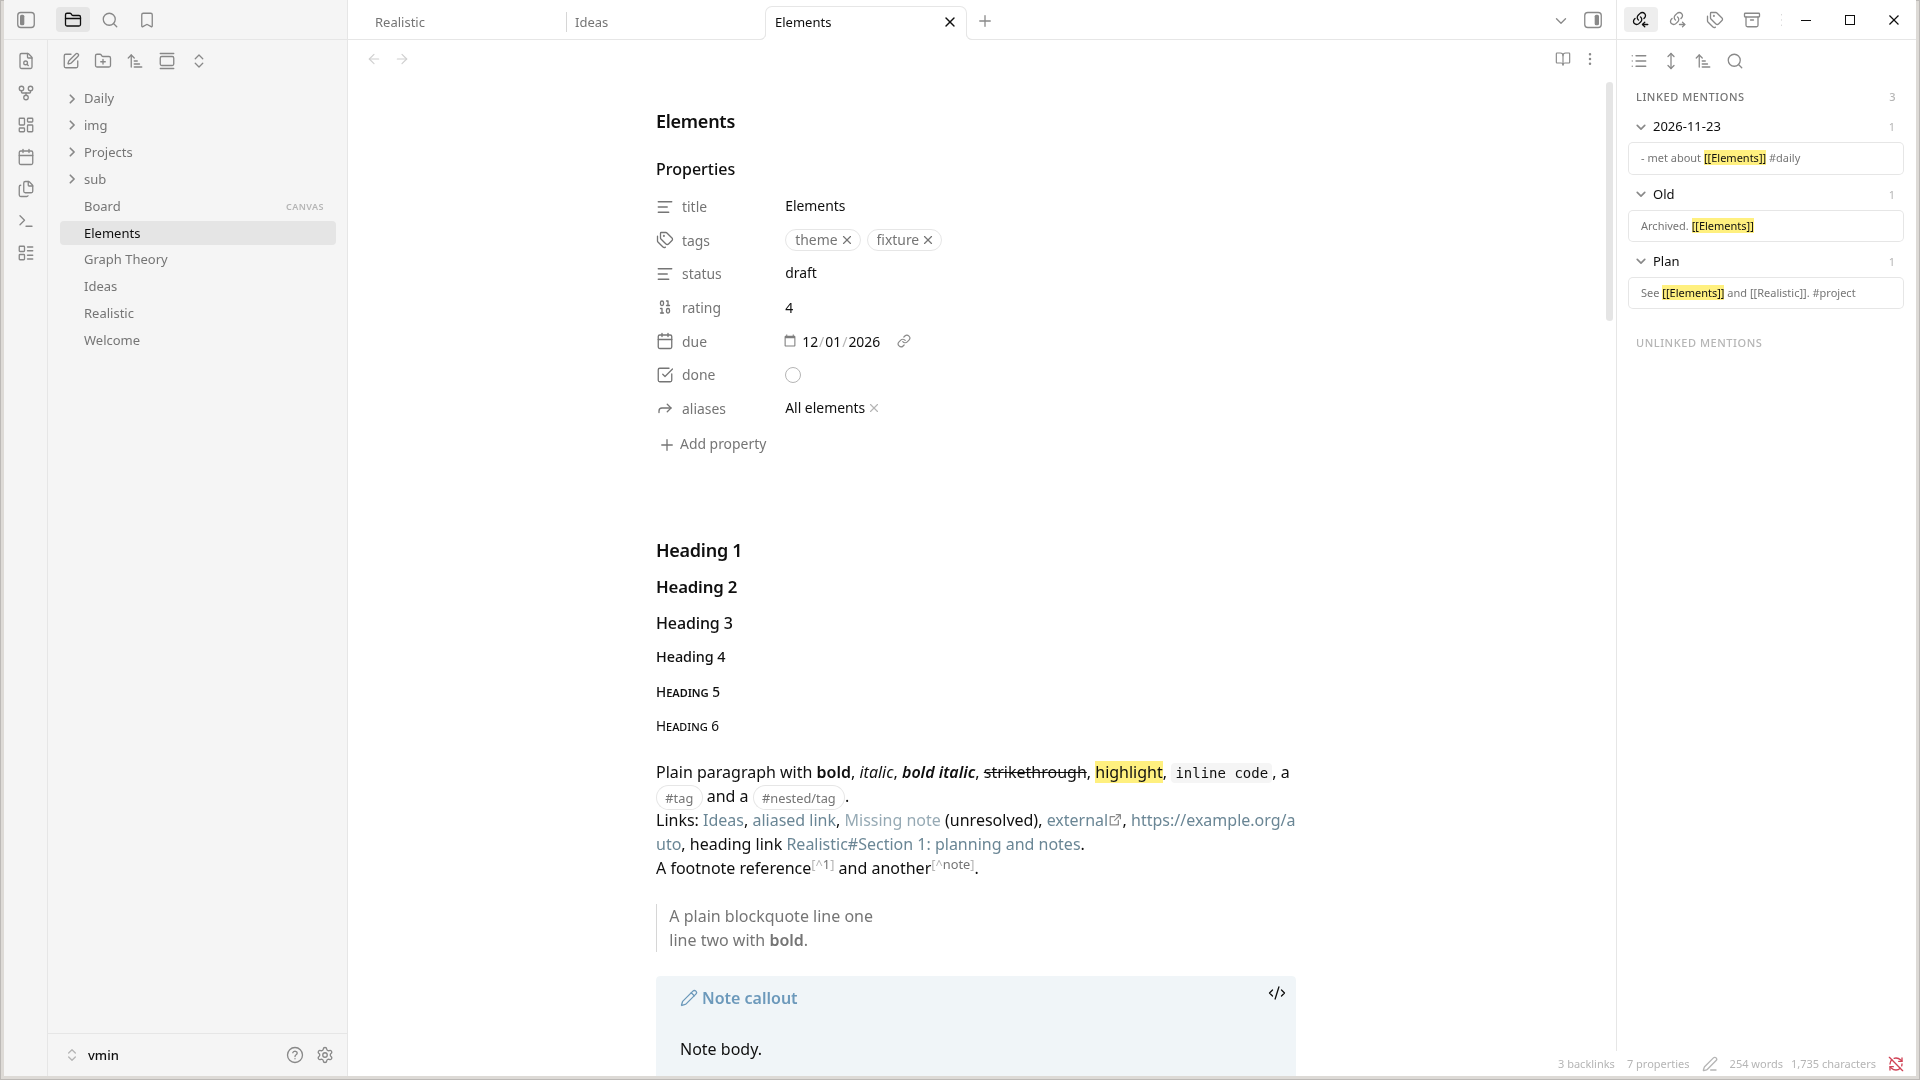 Realistic
Ideas
Elements
Daily
img
Projects
sub
Board CANVAS
Elements
Graph Theory
Ideas
Realistic
Welcome
vmin
Elements
Properties
title Elements
tags theme fixture
status draft
rating 4
due 12/01/2026
done
aliases All elements
Add property
Heading 1
Heading 2
Heading 3
Heading 4
Heading 5
Heading 6
Plain paragraph with bold, italic, bold italic, strikethrough, highlight, inline code, a
#tag and a #nested/tag.
Links: Ideas, aliased link, Missing note (unresolved), external, https://example.org/a
uto, heading link Realistic#Section 1: planning and notes.
A footnote reference[^1] and another[^note].
A plain blockquote line one
line two with bold.
Note callout
Note body.
LINKED MENTIONS 3
2026-11-23 1
- met about [[Elements]] #daily
Old 1
Archived. [[Elements]]
Plan 1
See [[Elements]] and [[Realistic]]. #project
UNLINKED MENTIONS
3 backlinks 7 properties 254 words 1,735 characters